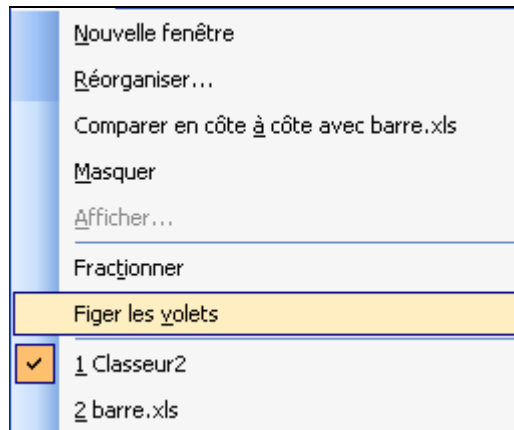 Nouvelle fenêtre
Réorganiser...
Comparer en côte à côte avec barre.xls
Masquer
Afficher...
Fractionner
Figer les volets
1 Classeur2
2 barre.xls